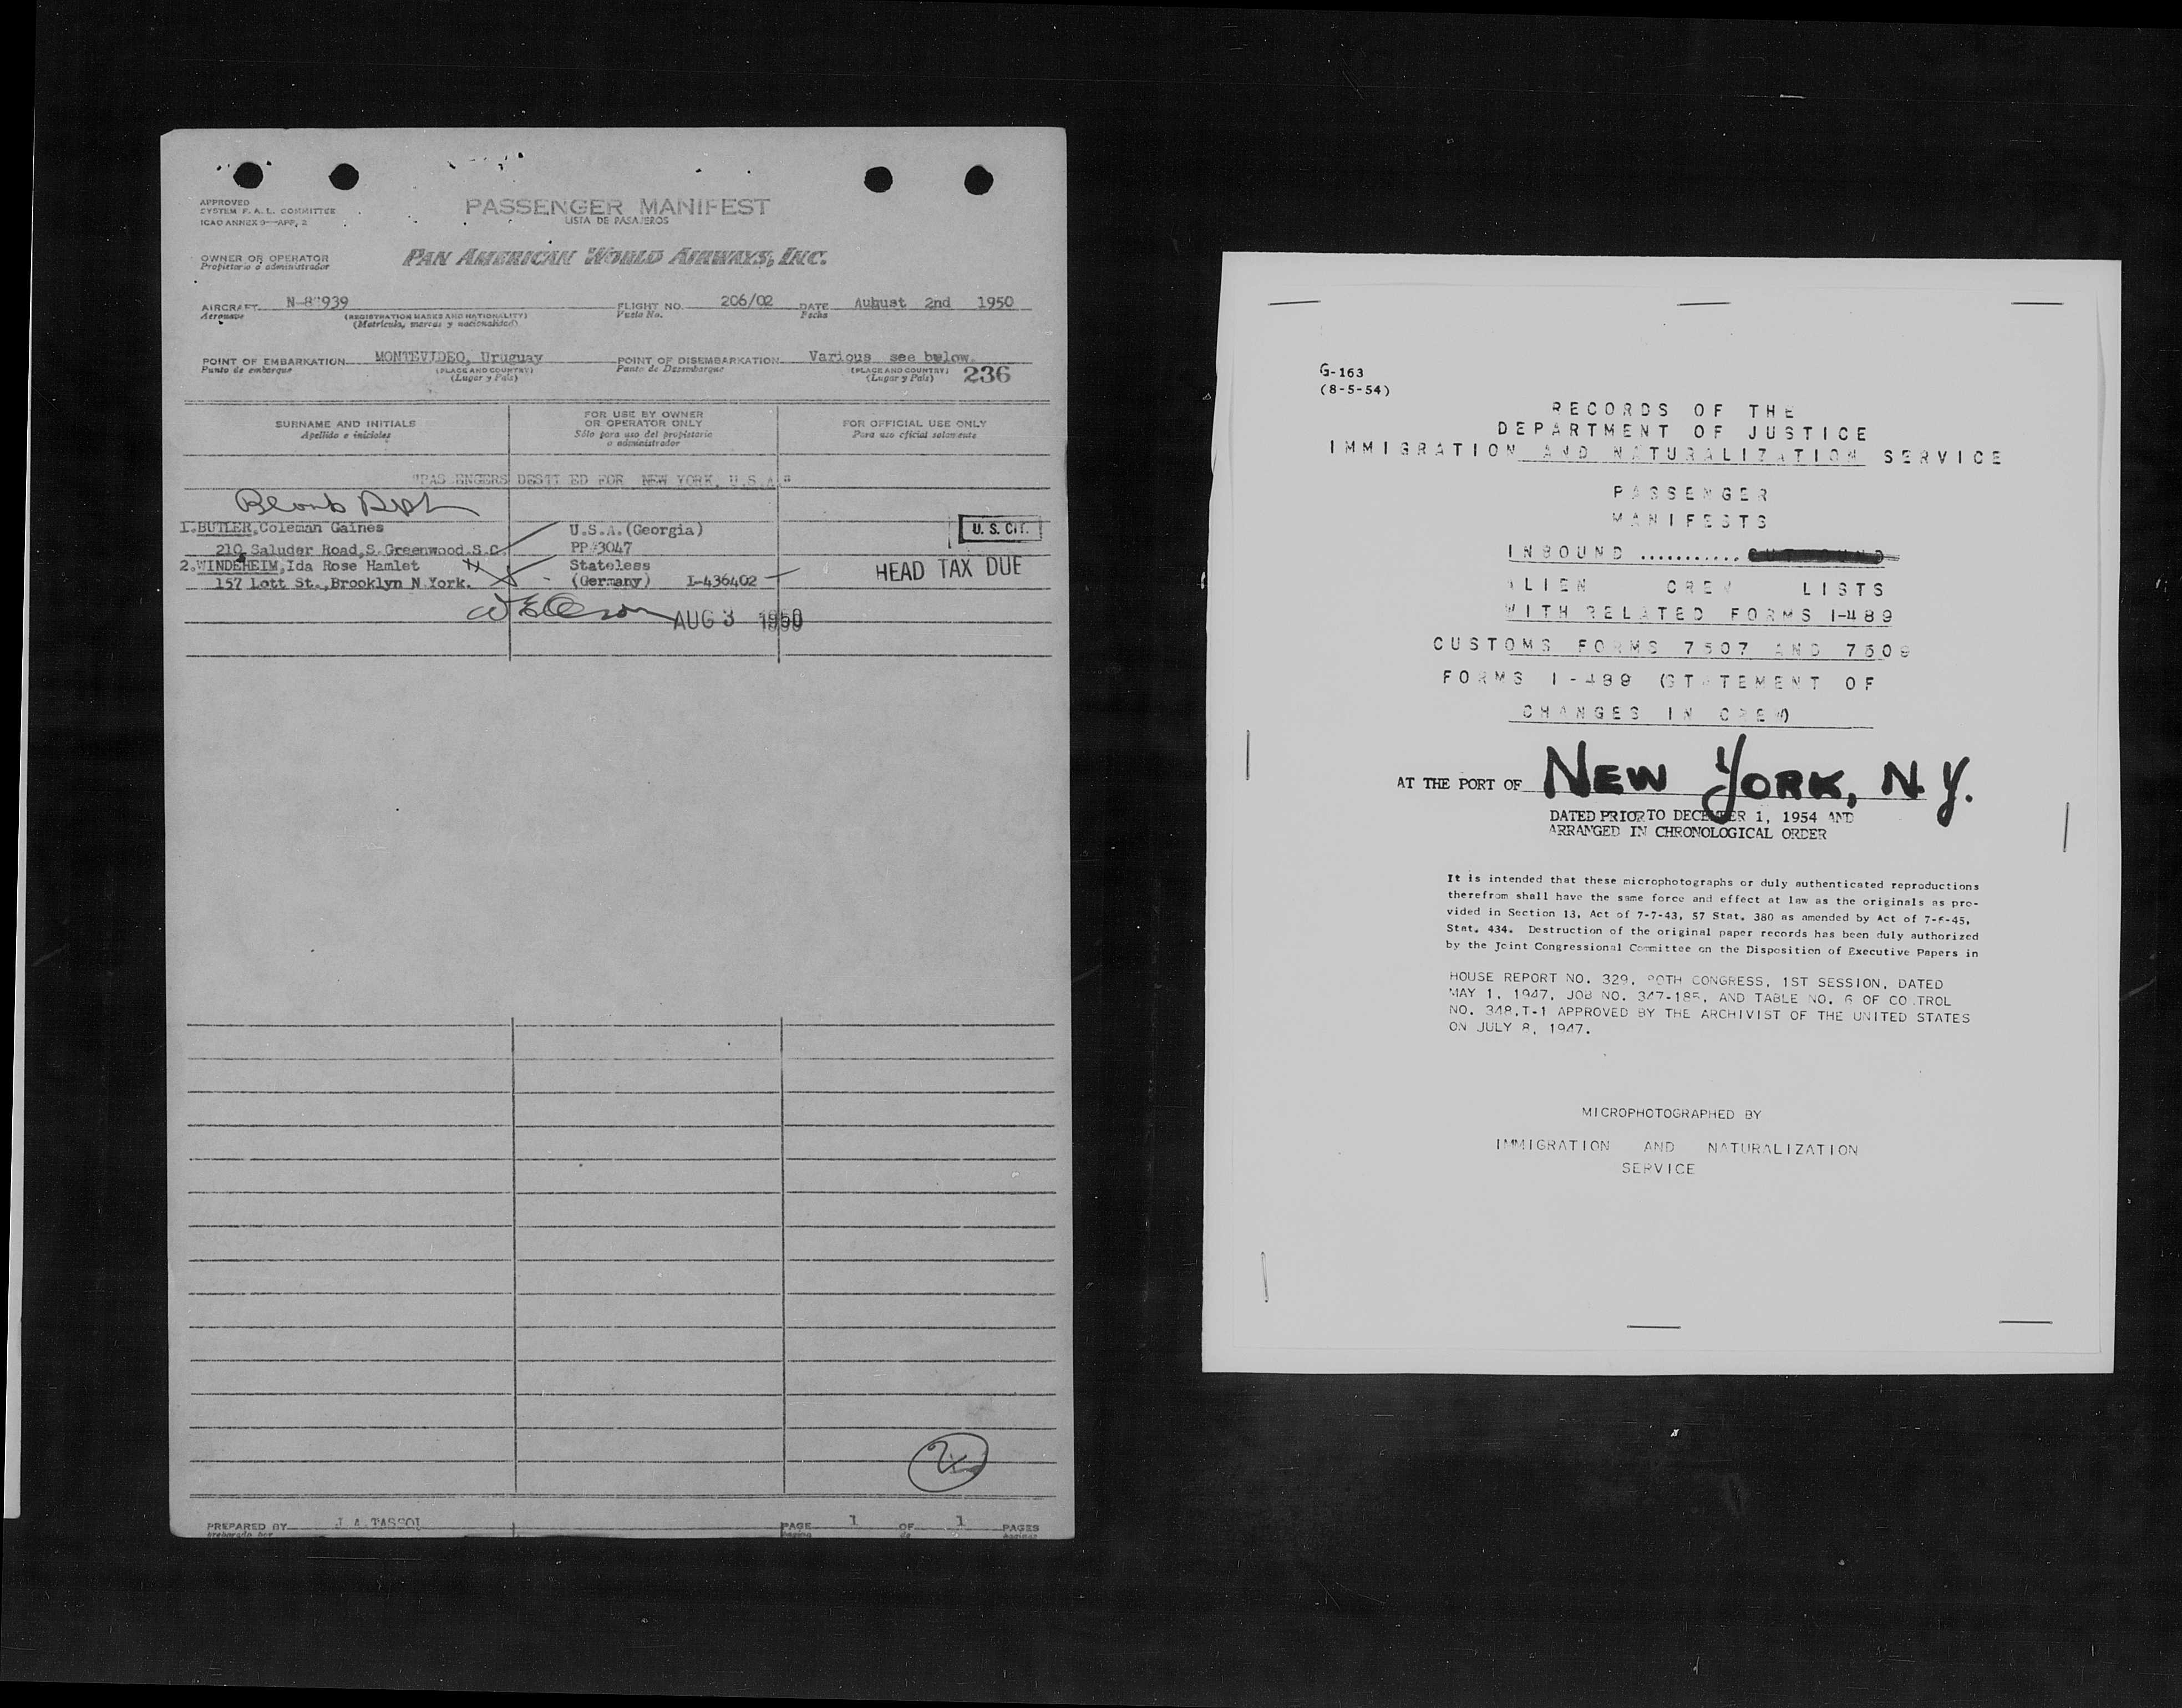 APPROVED
SYSTEM F. A. L. COMMITTEE
ICAO ANNEX 9—APP. 2
PASSENGER MANIFEST
LISTA DE PASAJEROS
OWNER OR OPERATOR
Propietario o administrador
PAN AMERICAN WORLD AIRWAYS, INC.
AIRCRAFT FLIGHT NO. 206/02 DATE Auhust 2nd 1950
Aeronave (REGISTRATION MARKS AND NATIONALITY) Vuelo No. Fecha
(Matricula, marcas y nacionalidad)
POINT OF EMBARKATION MONTEVIDEO, Uruguay POINT OF DISEMBARKATION Various see below.
Punto de embarque (PLACE AND COUNTRY) Punto de Desembarque (PLACE AND COUNTRY) 236
(Lugar y País) (Lugar y País)
SURNAME AND INITIALS
Apellido e iniciales
FOR USE BY OWNER
OR OPERATOR ONLY
Sólo para uso del propietario
o administrador
FOR OFFICIAL USE ONLY
Para uso oficial solamente
FOR NEW YORK, U.S.A."
1.BUTLER,Coleman Gaines U.S.A.(Georgia) U. S. CIT.
210 Saluder Road,S.Greenwood.S.C. PP#3047
2.WINDEHEIM,Ida Rose Hamlet Stateless HEAD TAX DUE
157 Lott St.,Brooklyn N.York. (Germany) I-436402
AUG 3 1950
PREPARED BY J.A.TASSOI PAGE 1 OF 1 PAGES
G-163
(8-5-54)
RECORDS OF THE
DEPARTMENT OF JUSTICE
IMMIGRATION AND NATURALIZATION SERVICE
PASSENGER
MANIFESTS
INBOUND ...........
ALIEN CREW LISTS
WITH RELATED FORMS I-489
CUSTOMS FORMS 7507 AND 7509
FORMS I-489 (STATEMENT OF
CHANGES IN CREW)
AT THE PORT OF NEW YORK, N.Y.
DATED PRIOR TO DECEMBER 1, 1954 AND
ARRANGED IN CHRONOLOGICAL ORDER
It is intended that these microphotographs or duly authenticated reproductions
therefrom shall have the same force and effect at law as the originals as pro-
vided in Section 13, Act of 7-7-43, 57 Stat. 380 as amended by Act of 7-6-45,
Stat. 434. Destruction of the original paper records has been duly authorized
by the Joint Congressional Committee on the Disposition of Executive Papers in
HOUSE REPORT NO. 329, 80TH CONGRESS, 1ST SESSION, DATED
MAY 1, 1947, JOB NO. 347-185, AND TABLE NO. 6 OF CO TROL
NO. 348.T-1 APPROVED BY THE ARCHIVIST OF THE UNITED STATES
ON JULY 8, 1947.
MICROPHOTOGRAPHED BY
IMMIGRATION AND NATURALIZATION
SERVICE